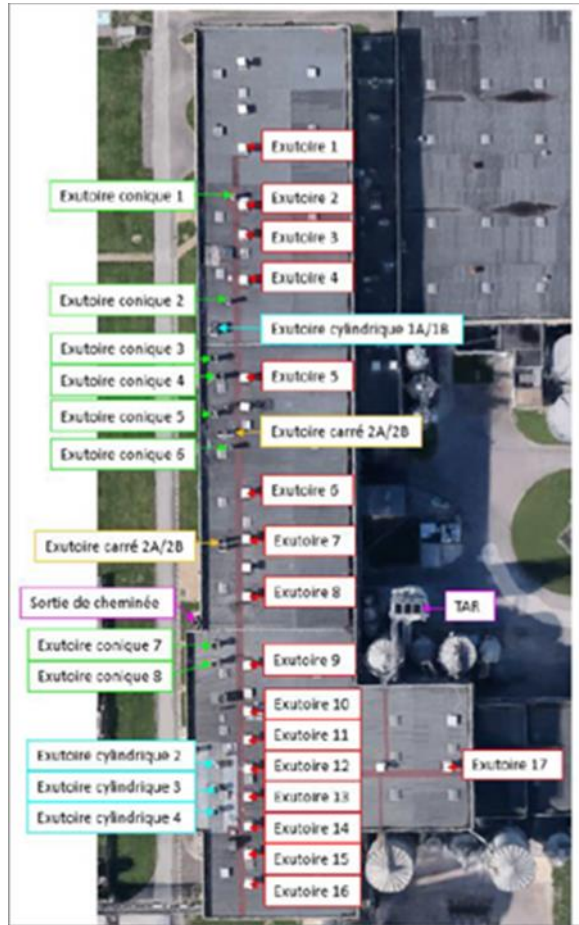 Exutoire 1
Exutoire conique 1
Exutoire 2
Exutoire 3
Exutoire 4
Exutoire conique 2
Exutoire cylindrique 1A/1B
Exutoire conique 3
Exutoire conique 4
Exutoire 5
Exutoire conique 5
Exutoire carré 2A/2B
Exutoire conique 6
Exutoire 6
Exutoire carré 2A/2B
Exutoire 7
Exutoire 8
Sortie de cheminée
TAR
Exutoire conique 7
Exutoire 9
Exutoire conique 8
Exutoire 10
Exutoire 11
Exutoire cylindrique 2
Exutoire 12
Exutoire 17
Exutoire cylindrique 3
Exutoire 13
Exutoire cylindrique 4
Exutoire 14
Exutoire 15
Exutoire 16